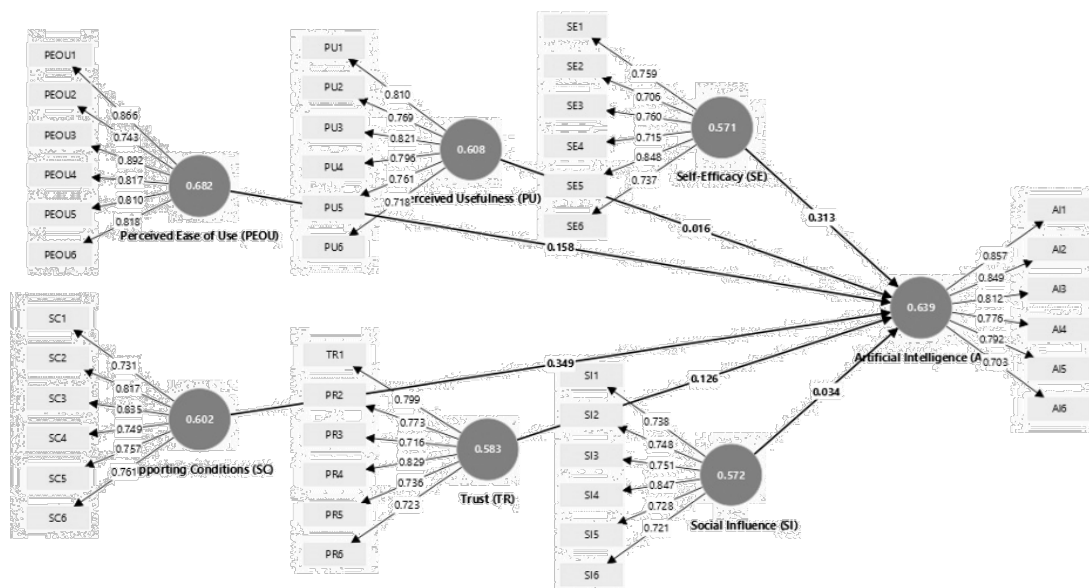 PEOU1
PEOU2
PEOU3
PEOU4
PEOU5
PEOU6
0.866
0.743
0.892
0.817
0.810
0.818
0.682
Perceived Ease of Use (PEOU)
PU1
PU2
PU3
PU4
PU5
PU6
0.810
0.769
0.821
0.796
0.761
0.718
0.608
erceived Usefulness (PU)
SE1
SE2
SE3
SE4
SE5
SE6
0.759
0.706
0.760
0.715
0.848
0.737
0.571
Self-Efficacy (SE)
0.313
0.016
0.158
SC1
SC2
SC3
SC4
SC5
SC6
0.731
0.817
0.835
0.749
0.757
0.761
0.602
pporting Conditions (SC)
TR1
PR2
PR3
PR4
PR5
PR6
0.799
0.773
0.716
0.829
0.736
0.723
0.583
Trust (TR)
0.349
0.126
0.034
SI1
SI2
SI3
SI4
SI5
SI6
0.738
0.748
0.751
0.847
0.728
0.721
0.572
Social Influence (SI)
0.639
Artificial Intelligence (A
0.857
0.849
0.812
0.776
0.792
0.703
AI1
AI2
AI3
AI4
AI5
AI6